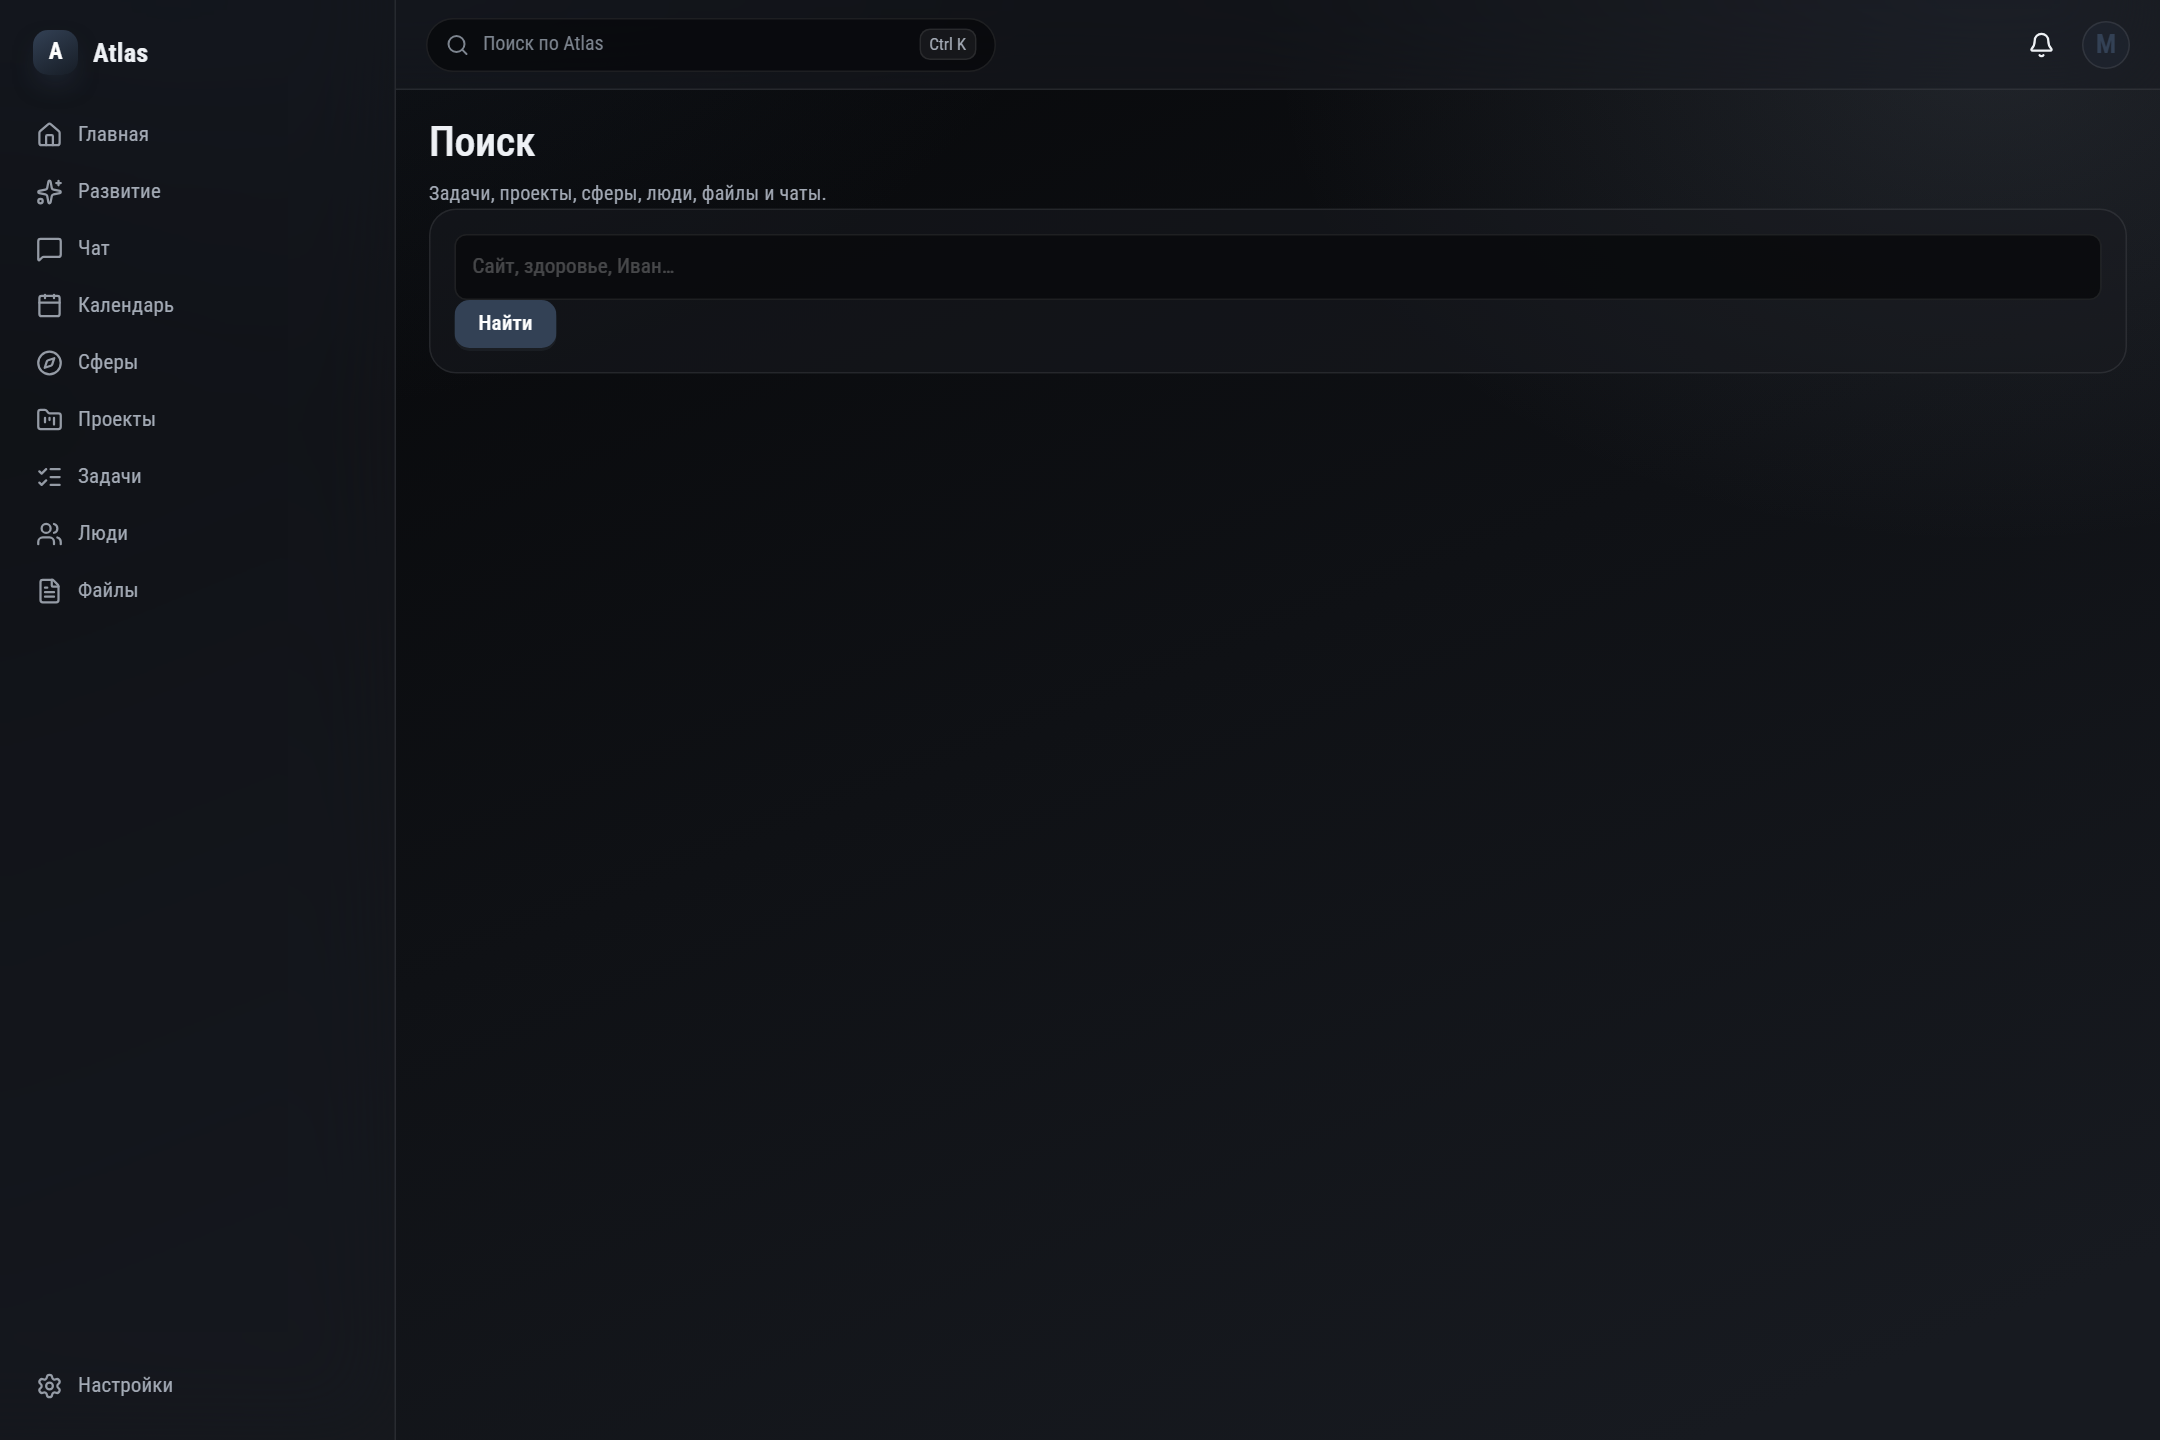 A Atlas
Поиск по Atlas Ctrl K
M
Главная
Развитие
Чат
Календарь
Сферы
Проекты
Задачи
Люди
Файлы
Настройки
Поиск
Задачи, проекты, сферы, люди, файлы и чаты.
Сайт, здоровье, Иван…
Найти